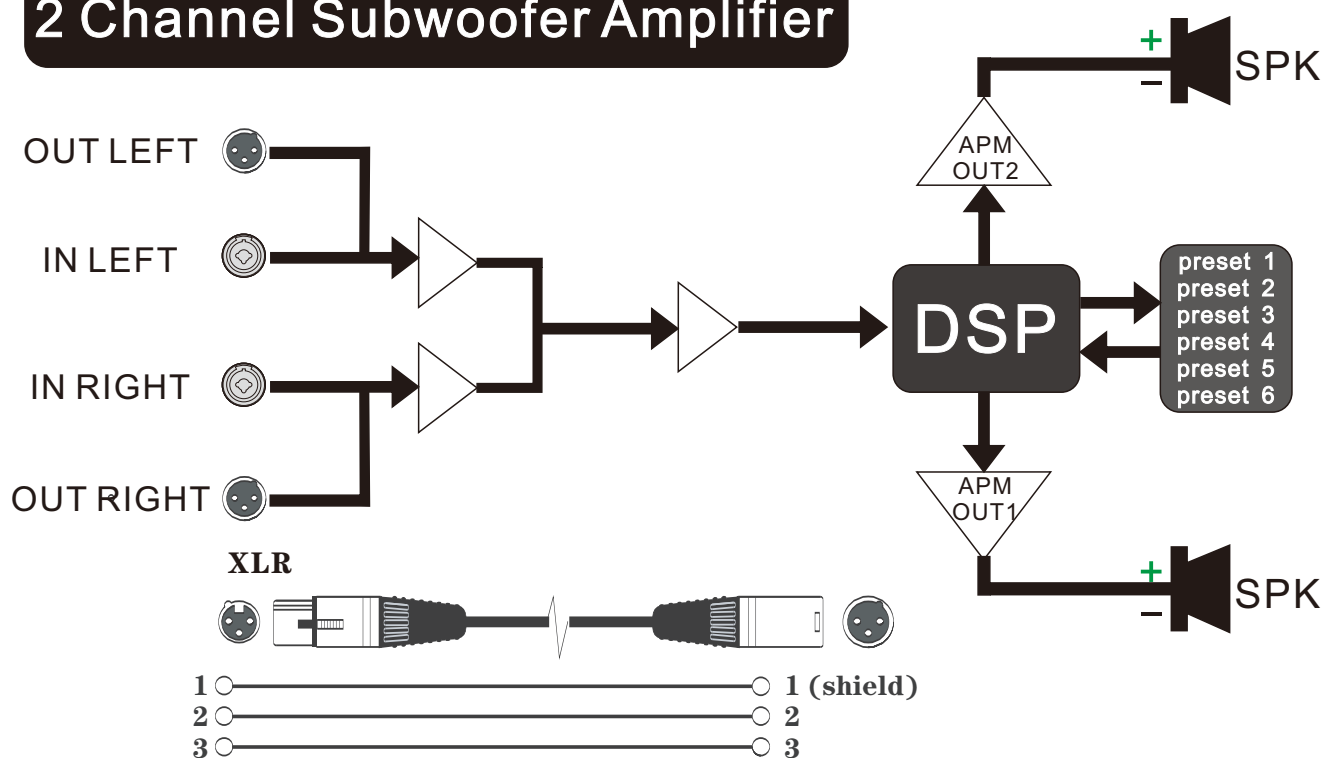 2 Channel Subwoofer Amplifier
OUT LEFT
IN LEFT
IN RIGHT
OUT RIGHT
+
−
SPK
APM
OUT2
DSP
preset 1
preset 2
preset 3
preset 4
preset 5
preset 6
APM
OUT1
+
−
SPK
XLR
1 1 (shield)
2 2
3 3